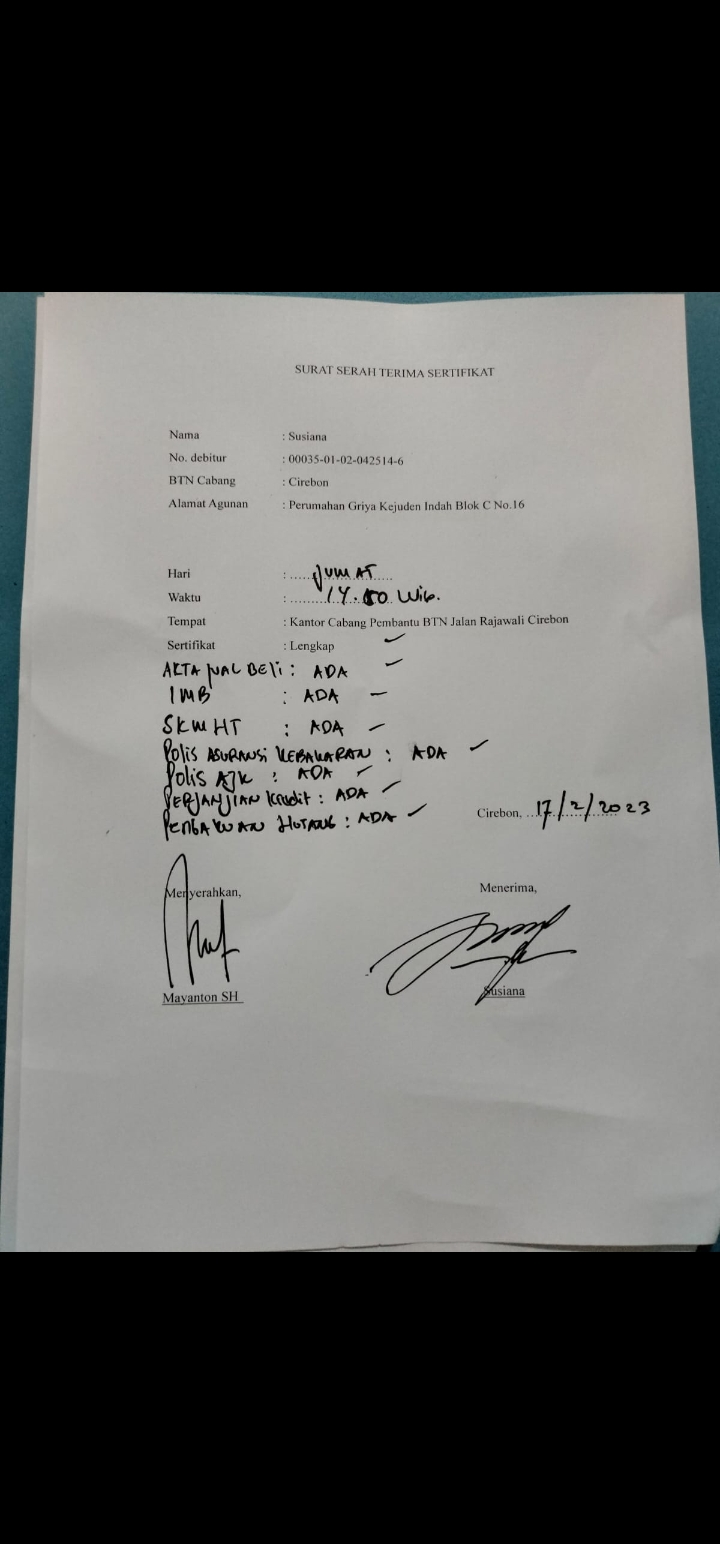 SURAT SERAH TERIMA SERTIFIKAT
Nama : Susiana
No. debitur : 00035-01-02-042514-6
BTN Cabang : Cirebon
Alamat Agunan : Perumahan Griya Kejuden Indah Blok C No.16
Hari : ......JUMAT......
Waktu : .........14. Wib.
Tempat : Kantor Cabang Pembantu BTN Jalan Rajawali Cirebon
Sertifikat : Lengkap ✓
AKTA JUAL BELI : ADA ✓
IMB : ADA –
SKMHT : ADA ✓
Polis ASURANSI KEBAKARAN : ADA ✓
Polis AJK : ADA ✓
PERJANJIAN Kredit : ADA ✓
PENGAKUAN HUTANG : ADA ✓
Cirebon, ...17/2/2023
Menyerahkan, Menerima,
Mayanton SH Susiana